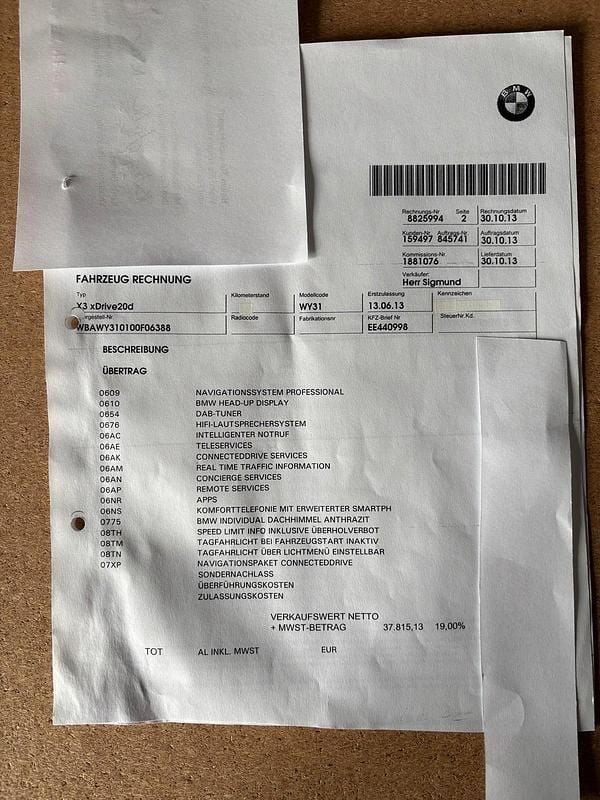 BMW
Rechnungs-Nr Seite Rechnungsdatum
8825994 2 30.10.13
Kunden-Nr Auftrags-Nr Auftragsdatum
159497 845741 30.10.13
Kommissions-Nr Lieferdatum
1881076 30.10.13
Verkäufer:
Herr Sigmund
FAHRZEUG RECHNUNG
Typ Kilometerstand Modellcode Erstzulassung Kennzeichen
X3 xDrive20d WY31 13.06.13
Radiocode Fabrikationsnr KFZ-Brief Nr SteuerNr.Kd.
WBAWY310100F06388 EE440998
BESCHREIBUNG
ÜBERTRAG
0609 NAVIGATIONSSYSTEM PROFESSIONAL
0610 BMW HEAD-UP DISPLAY
0654 DAB-TUNER
0676 HIFI-LAUTSPRECHERSYSTEM
06AC INTELLIGENTER NOTRUF
06AE TELESERVICES
06AK CONNECTEDDRIVE SERVICES
06AM REAL TIME TRAFFIC INFORMATION
06AN CONCIERGE SERVICES
06AP REMOTE SERVICES
06NR APPS
06NS KOMFORTTELEFONIE MIT ERWEITERTER SMARTPH
0775 BMW INDIVIDUAL DACHHIMMEL ANTHRAZIT
08TH SPEED LIMIT INFO INKLUSIVE ÜBERHOLVERBOT
08TM TAGFAHRLICHT BEI FAHRZEUGSTART INAKTIV
08TN TAGFAHRLICHT ÜBER LICHTMENÜ EINSTELLBAR
07XP NAVIGATIONSPAKET CONNECTEDDRIVE
SONDERNACHLASS
ÜBERFÜHRUNGSKOSTEN
ZULASSUNGSKOSTEN
VERKAUFSWERT NETTO
+ MWST-BETRAG 37.815,13 19,00%
TOT AL INKL. MWST EUR